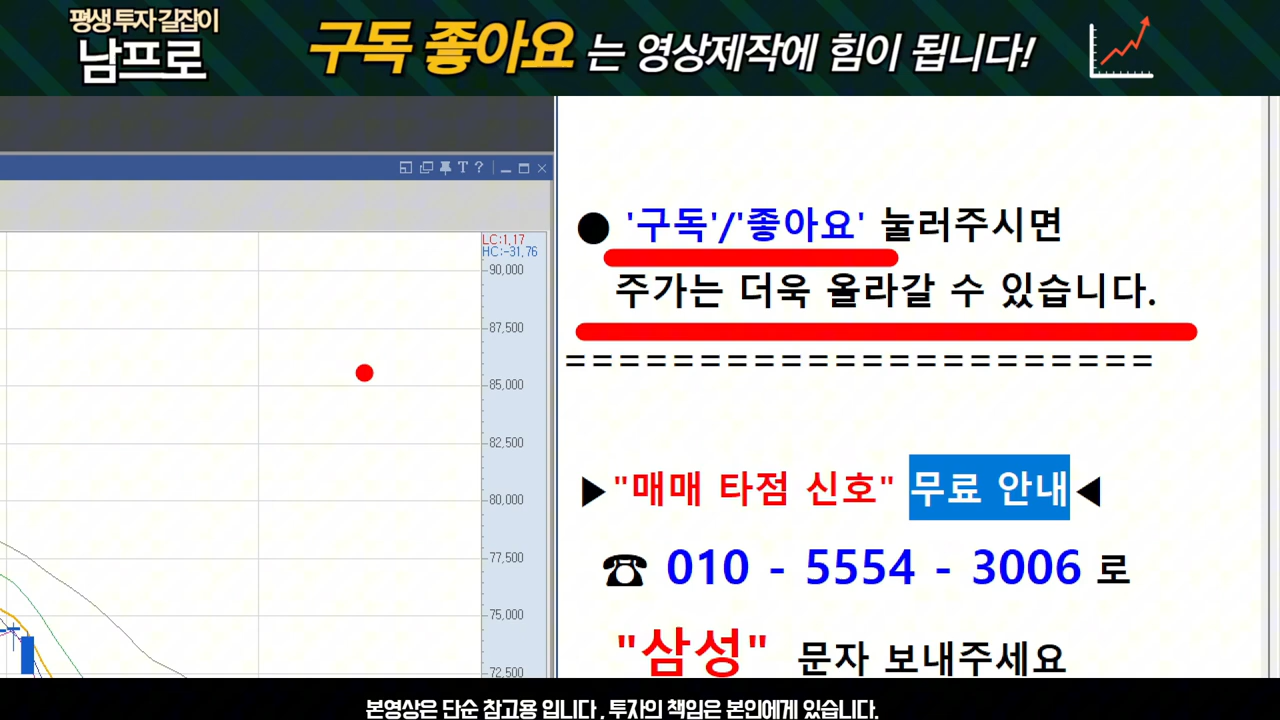 평생 투자 길잡이
남프로
구독 좋아요 는 영상제작에 힘이 됩니다!
T ?
LC:1.17
HC:-31.76
90,000
87,500
85,000
82,500
80,000
77,500
75,000
72,500
● '구독'/'좋아요' 눌러주시면
주가는 더욱 올라갈 수 있습니다.
======================
▶"매매 타점 신호" 무료 안내◀
☎ 010 - 5554 - 3006 로
"삼성" 문자 보내주세요
본영상은 단순 참고용 입니다 , 투자의 책임은 본인에게 있습니다.